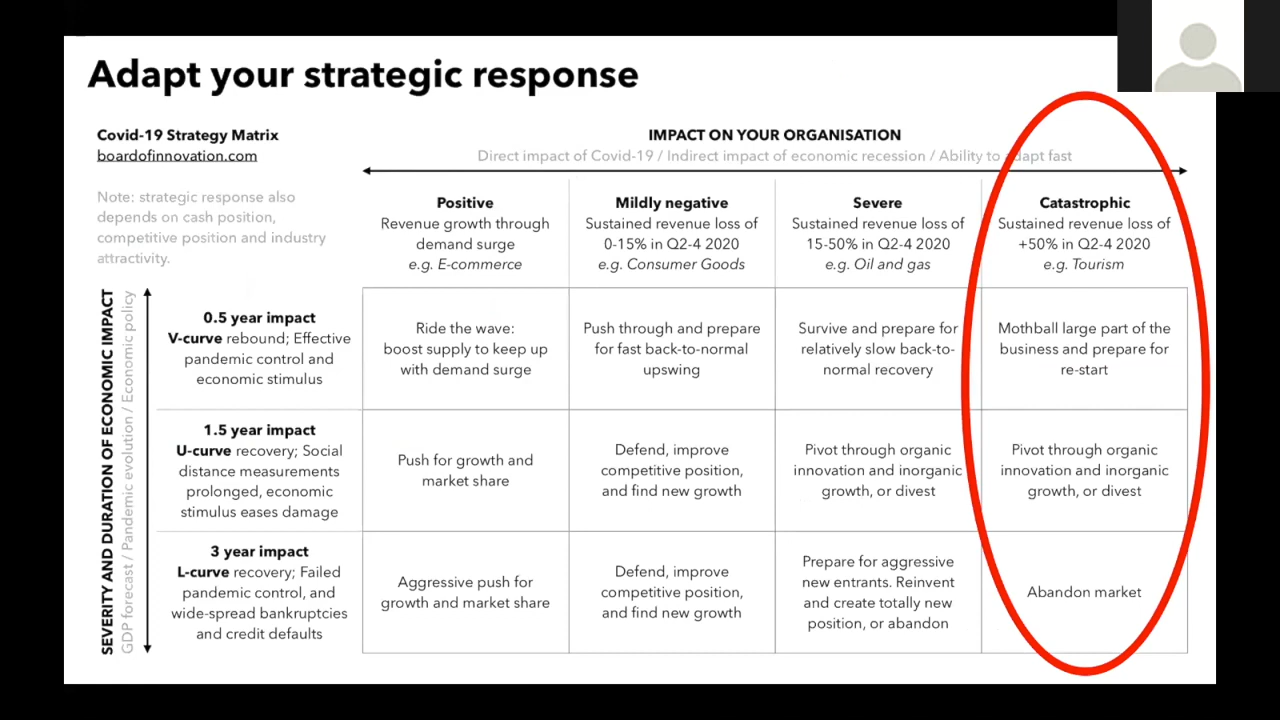 Adapt your strategic response
Covid-19 Strategy Matrix
boardofinnovation.com
Note: strategic response also
depends on cash position,
competitive position and industry
attractivity.
IMPACT ON YOUR ORGANISATION
Direct impact of Covid-19 / Indirect impact of economic recession / Ability to adapt fast
Positive
Revenue growth through
demand surge
e.g. E-commerce
Mildly negative
Sustained revenue loss of
0-15% in Q2-4 2020
e.g. Consumer Goods
Severe
Sustained revenue loss of
15-50% in Q2-4 2020
e.g. Oil and gas
Catastrophic
Sustained revenue loss of
+50% in Q2-4 2020
e.g. Tourism
SEVERITY AND DURATION OF ECONOMIC IMPACT
GDP forecast / Pandemic evolution / Economic policy
0.5 year impact
V-curve rebound; Effective
pandemic control and
economic stimulus
Ride the wave:
boost supply to keep up
with demand surge
Push through and prepare
for fast back-to-normal
upswing
Survive and prepare for
relatively slow back-to-
normal recovery
Mothball large part of the
business and prepare for
re-start
1.5 year impact
U-curve recovery; Social
distance measurements
prolonged, economic
stimulus eases damage
Push for growth and
market share
Defend, improve
competitive position,
and find new growth
Pivot through organic
innovation and inorganic
growth, or divest
Pivot through organic
innovation and inorganic
growth, or divest
3 year impact
L-curve recovery; Failed
pandemic control, and
wide-spread bankruptcies
and credit defaults
Aggressive push for
growth and market share
Defend, improve
competitive position,
and find new growth
Prepare for aggressive
new entrants. Reinvent
and create totally new
position, or abandon
Abandon market